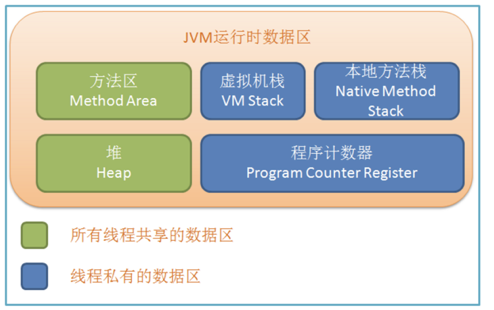 JVM运行时数据区
方法区
Method Area
虚拟机栈
VM Stack
本地方法栈
Native Method
Stack
堆
Heap
程序计数器
Program Counter Register
所有线程共享的数据区
线程私有的数据区